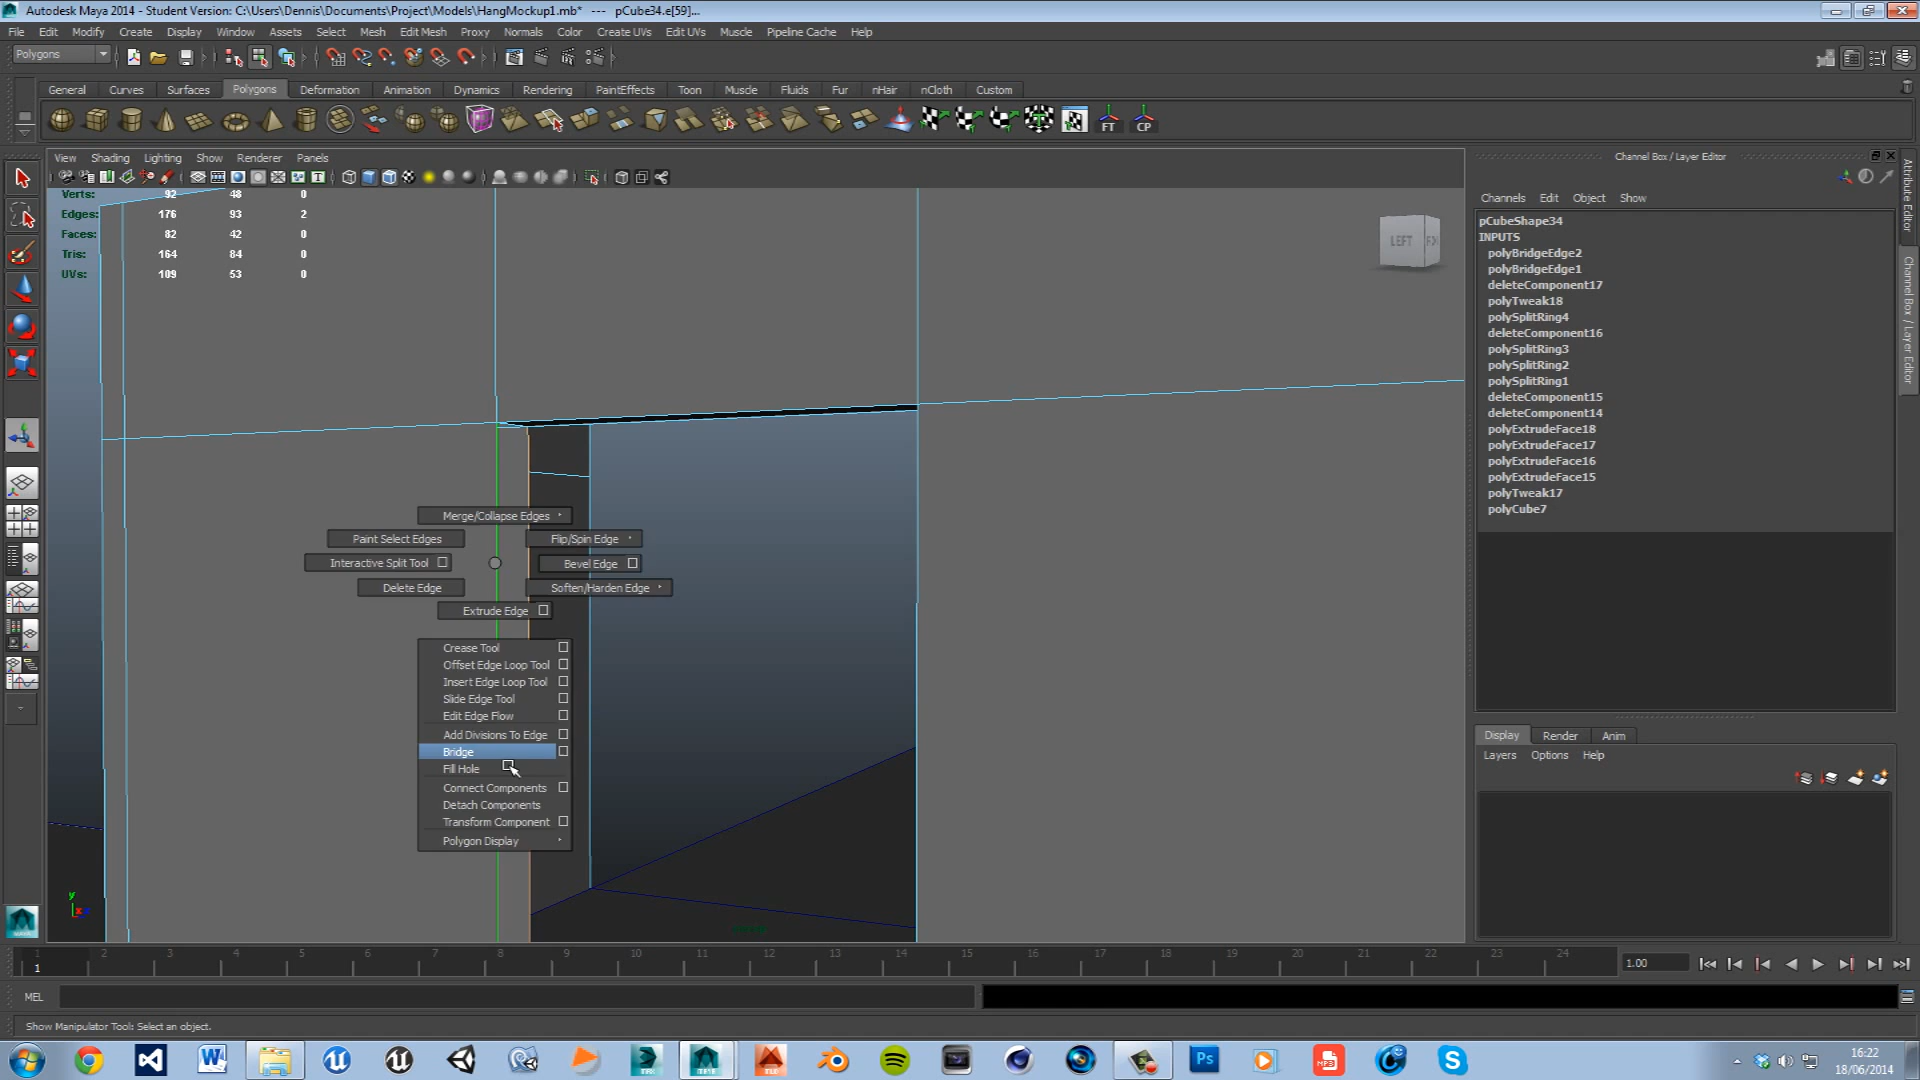 Autodesk Maya 2014 - Student Version: C:\Users\Dennis\Documents\Project\Models\HangMockup1.mb* --- pCube34.e[59]...
File Edit Modify Create Display Window Assets Select Mesh Edit Mesh Proxy Normals Color Create UVs Edit UVs Muscle Pipeline Cache Help
Polygons
General Curves Surfaces Polygons Deformation Animation Dynamics Rendering PaintEffects Toon Muscle Fluids Fur nHair nCloth Custom
FT CP
View Shading Lighting Show Renderer Panels
Channel Box / Layer Editor
Verts: 92 48 0
Edges: 176 93 2
Faces: 82 42 0
Tris: 164 84 0
UVs: 109 53 0
LEFT
Channels Edit Object Show
pCubeShape34
INPUTS
polyBridgeEdge2
polyBridgeEdge1
deleteComponent17
polyTweak18
polySplitRing4
deleteComponent16
polySplitRing3
polySplitRing2
polySplitRing1
deleteComponent15
deleteComponent14
polyExtrudeFace18
polyExtrudeFace17
polyExtrudeFace16
polyExtrudeFace15
polyTweak17
polyCube7
Attribute Editor
Channel Box / Layer Editor
Merge/Collapse Edges
Paint Select Edges Flip/Spin Edge
Interactive Split Tool Bevel Edge
Delete Edge Soften/Harden Edge
Extrude Edge
Crease Tool
Offset Edge Loop Tool
Insert Edge Loop Tool
Slide Edge Tool
Edit Edge Flow
Add Divisions To Edge
Bridge
Fill Hole
Connect Components
Detach Components
Transform Component
Polygon Display
Display Render Anim
Layers Options Help
y
x
1 2 3 4 5 6 7 8 9 10 11 12 13 14 15 16 17 18 19 20 21 22 23 24
1
1.00
MEL
Show Manipulator Tool: Select an object.
Ps
MP3
16:22
18/06/2014